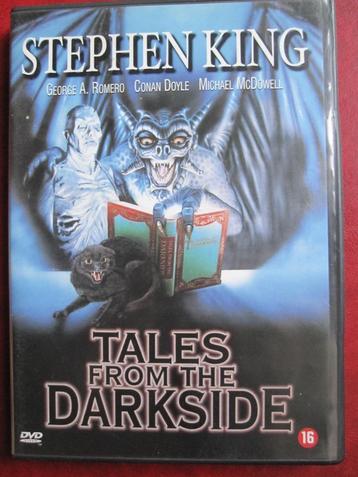 STEPHEN KING
GEORGE A. ROMERO CONAN DOYLE MICHAEL MCDOWELL
TALES
FROM THE
DARKSIDE
DVD
16